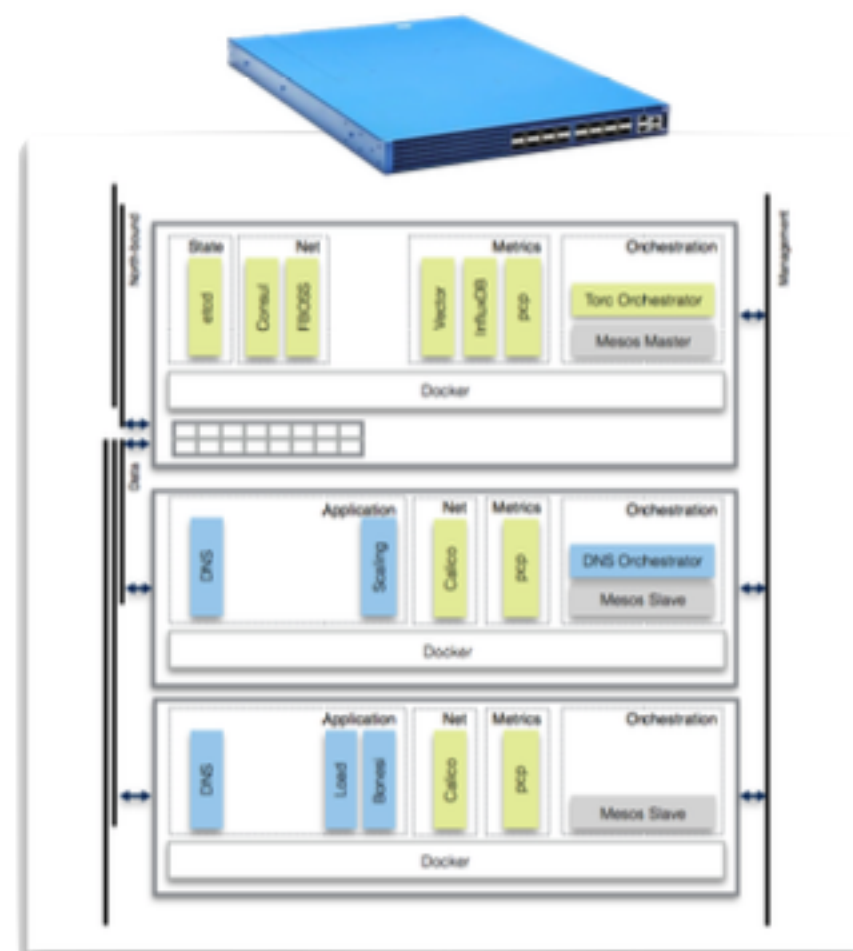 North-bound
Management
State
Net
Metrics
Orchestration
etcd
Consul
FBOSS
Vector
InfluxDB
pcp
Torc Orchestrator
Mesos Master
Docker
Data
Application
Net
Metrics
Orchestration
DNS
Scaling
Calico
pcp
DNS Orchestrator
Mesos Slave
Docker
Application
Net
Metrics
Orchestration
DNS
Load
Bonesi
Calico
pcp
Mesos Slave
Docker